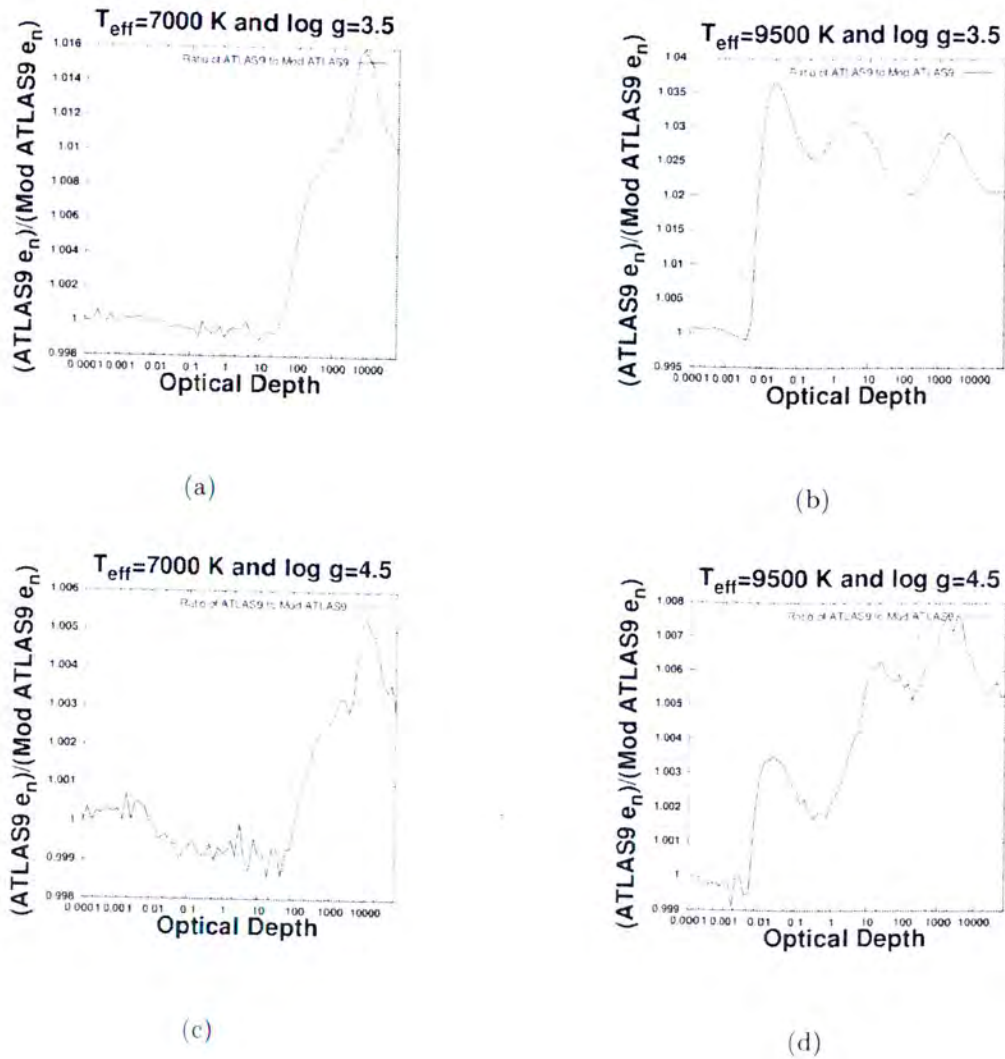 T_eff=7000 K and log g=3.5
Ratio of ATLAS9 to Mod ATLAS9
(ATLAS9 e_n)/(Mod ATLAS9 e_n)
1.016
1.014
1.012
1.01
1.008
1.006
1.004
1.002
1
0.998
0.0001 0.001 0.01 0.1 1 10 100 1000 10000
Optical Depth
(a)
T_eff=9500 K and log g=3.5
Ratio of ATLAS9 to Mod ATLAS9
(ATLAS9 e_n)/(Mod ATLAS9 e_n)
1.04
1.035
1.03
1.025
1.02
1.015
1.01
1.005
1
0.995
0.0001 0.001 0.01 0.1 1 10 100 1000 10000
Optical Depth
(b)
T_eff=7000 K and log g=4.5
Ratio of ATLAS9 to Mod ATLAS9
(ATLAS9 e_n)/(Mod ATLAS9 e_n)
1.006
1.005
1.004
1.003
1.002
1.001
1
0.999
0.998
0.0001 0.001 0.01 0.1 1 10 100 1000 10000
Optical Depth
(c)
T_eff=9500 K and log g=4.5
Ratio of ATLAS9 to Mod ATLAS9
(ATLAS9 e_n)/(Mod ATLAS9 e_n)
1.008
1.007
1.006
1.005
1.004
1.003
1.002
1.001
1
0.999
0.0001 0.001 0.01 0.1 1 10 100 1000 10000
Optical Depth
(d)